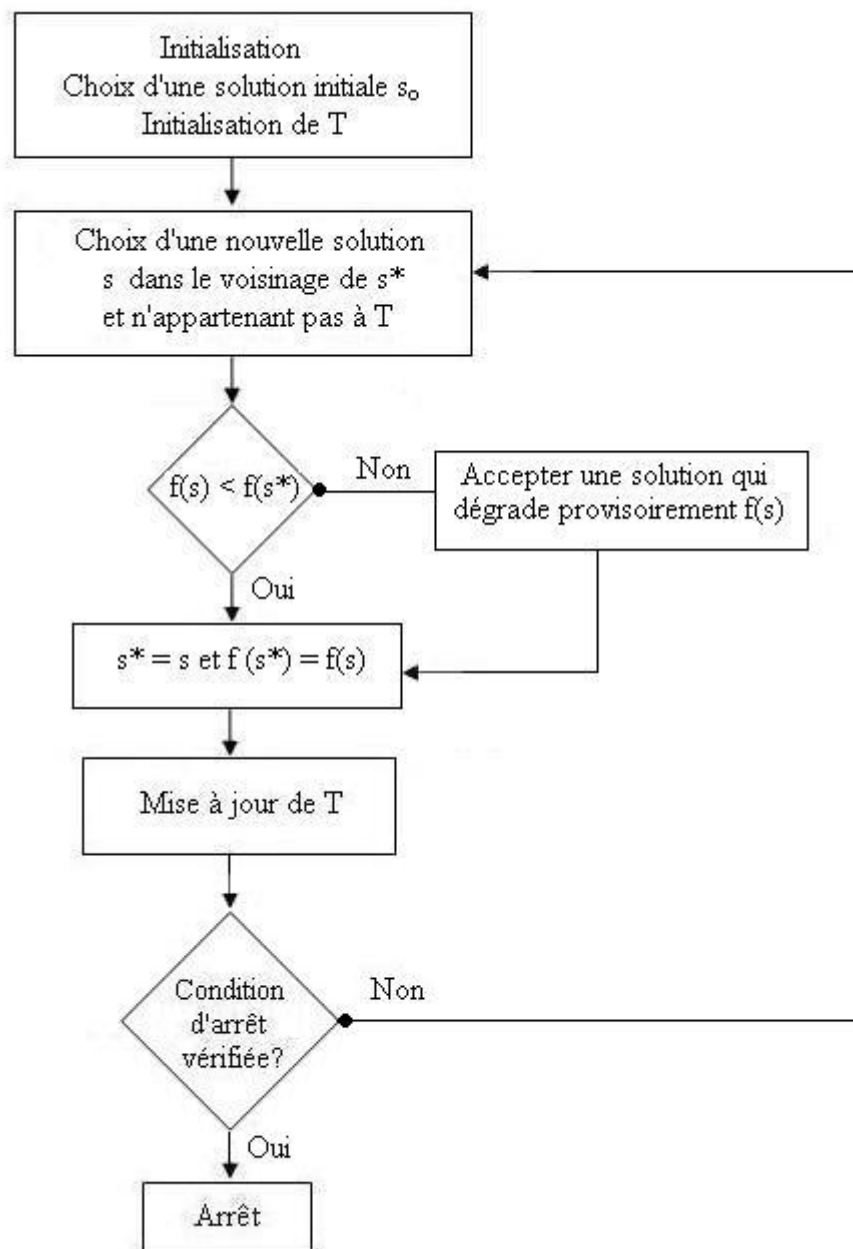 Initialisation
Choix d'une solution initiale s₀
Initialisation de T
Choix d'une nouvelle solution
s dans le voisinage de s*
et n'appartenant pas à T
f(s) < f(s*)
Non
Accepter une solution qui
dégrade provisoirement f(s)
Oui
s* = s et f (s*) = f(s)
Mise à jour de T
Condition
d'arrêt
vérifiée?
Non
Oui
Arrêt